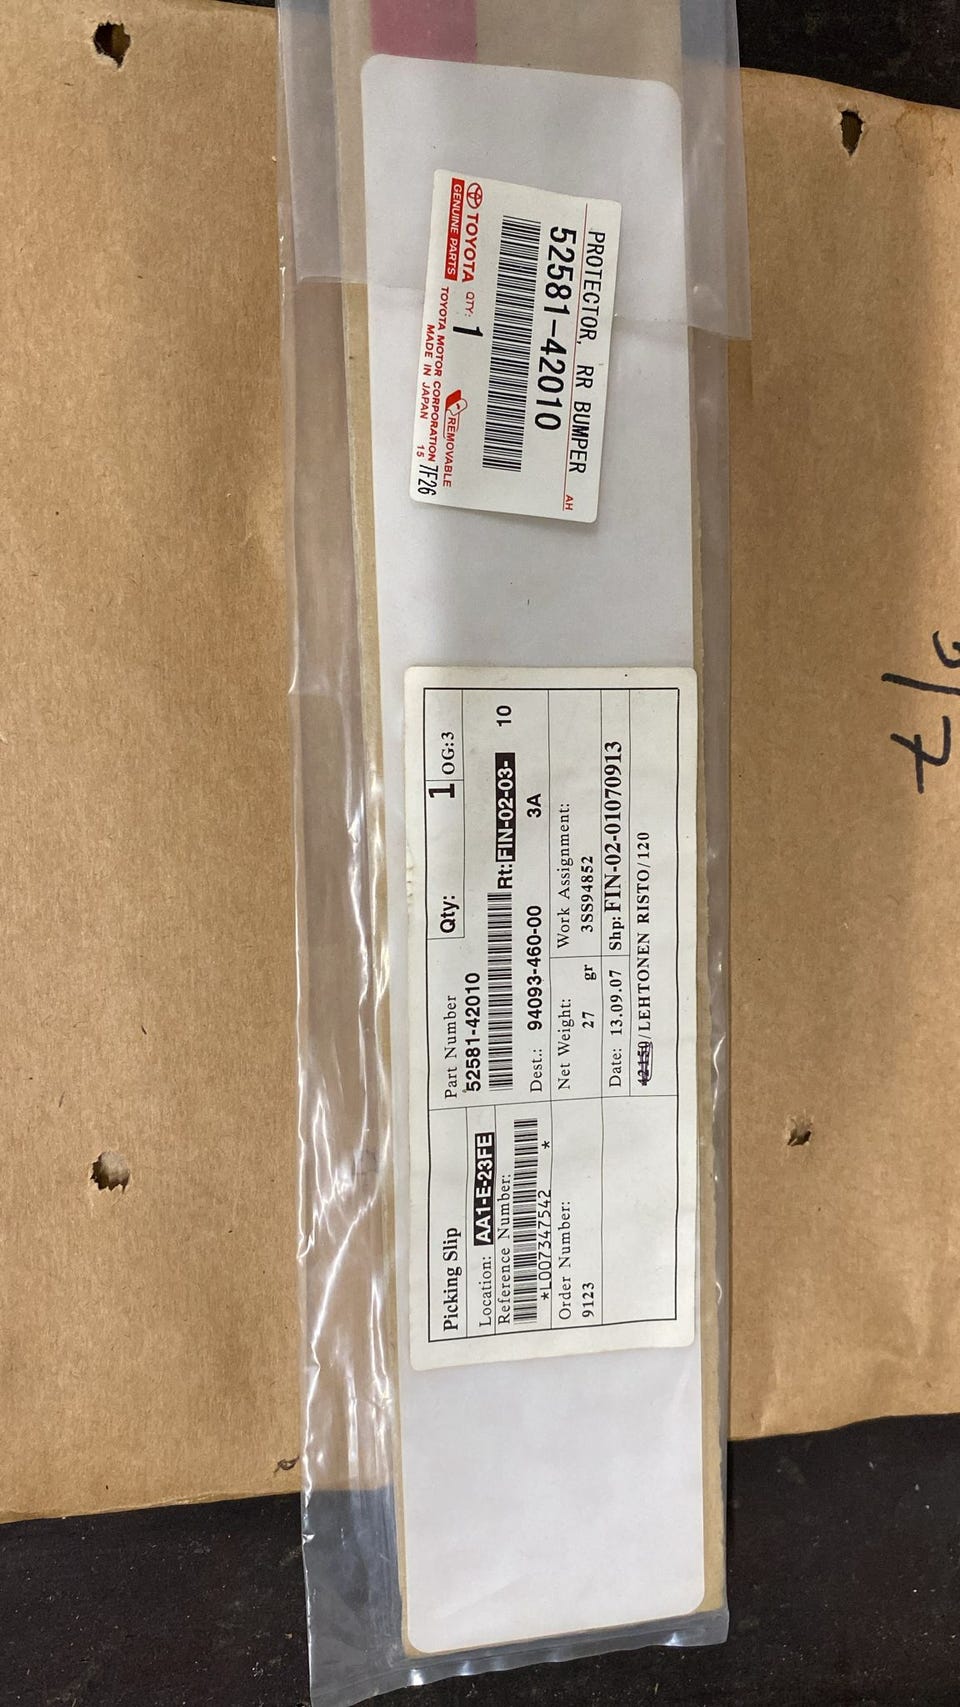 PROTECTOR, RR BUMPER
AH
52581-42010
TOYOTA QTY: 1
GENUINE PARTS
REMOVABLE
TOYOTA MOTOR CORPORATION
MADE IN JAPAN 15 7F26
Picking Slip
Location: AA1-E-23FE
Reference Number:
*L007347542 *
Order Number:
9123
Part Number
52581-42010
Qty: 1
OG:3
Rt: FIN-02-03- 10
Dest.: 94093-460-00 3A
Net Weight:
27 gr
Work Assignment:
3SS94852
Date: 13.09.07
Shp: FIN-02-01070913
/LEHTONEN RISTO/120